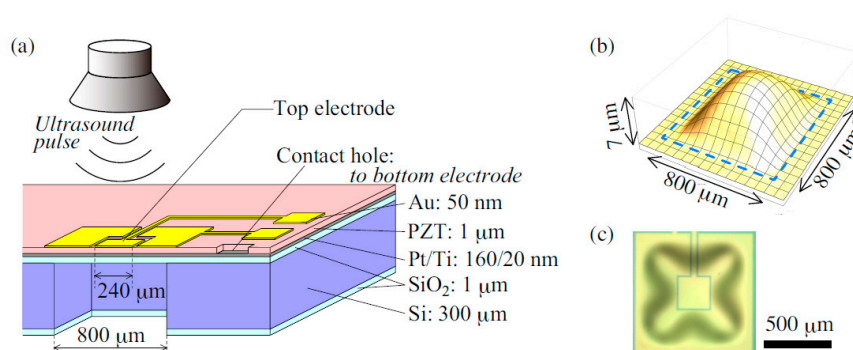 (a)
Ultrasound
pulse
Top electrode
Contact hole:
to bottom electrode
Au: 50 nm
PZT: 1 μm
Pt/Ti: 160/20 nm
SiO₂: 1 μm
Si: 300 μm
240 μm
800 μm
(b)
7 μm
800 μm
800 μm
(c)
500 μm